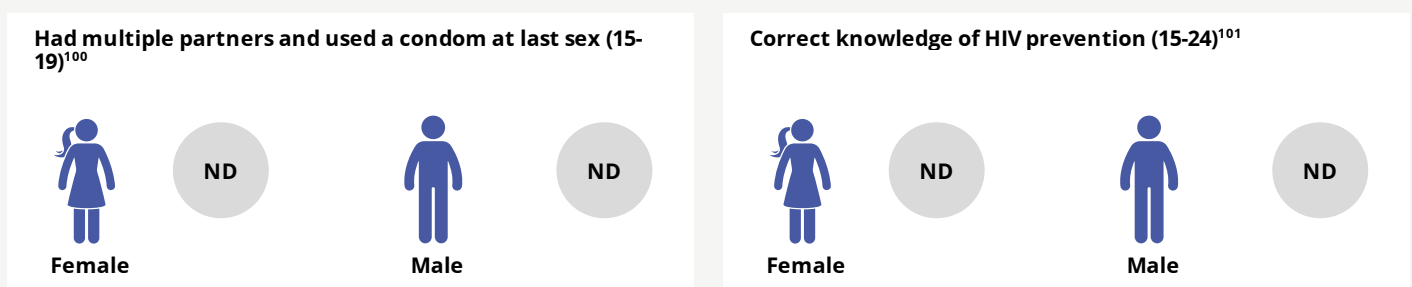 Had multiple partners and used a condom at last sex (15-
19)¹⁰⁰
ND
ND
Female
Male
Correct knowledge of HIV prevention (15-24)¹⁰¹
ND
ND
Female
Male